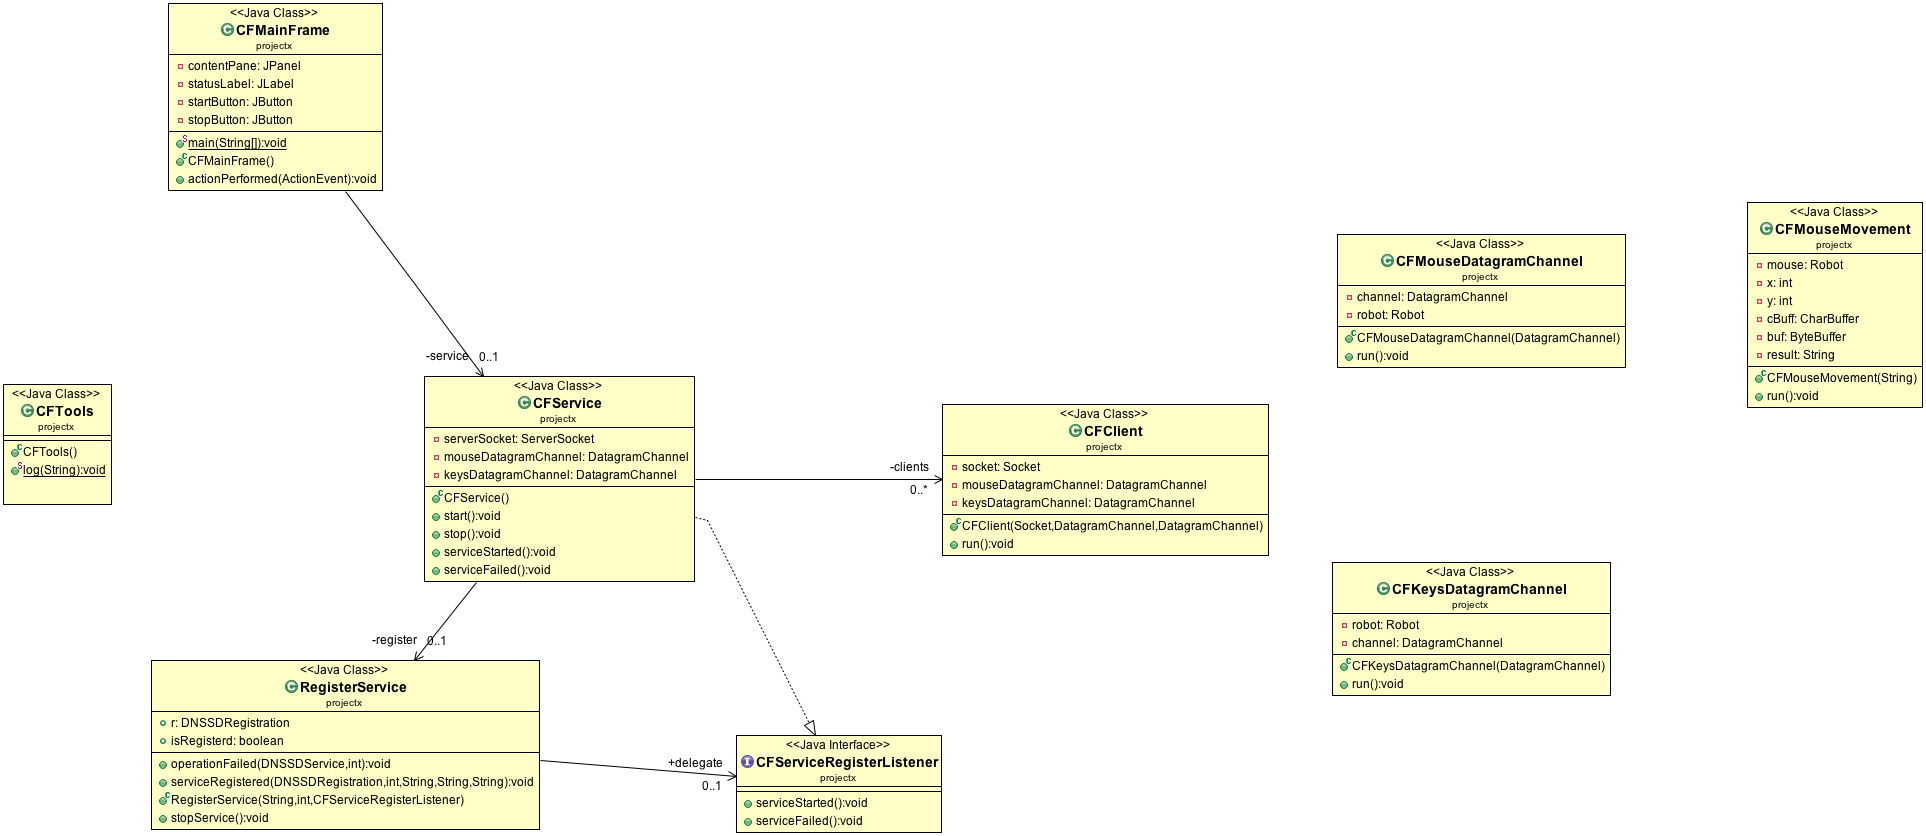 <<Java Class>>
CFMainFrame
projectx
contentPane: JPanel
statusLabel: JLabel
startButton: JButton
stopButton: JButton
main(String[]):void
CFMainFrame()
actionPerformed(ActionEvent):void
-service 0..1
<<Java Class>>
CFTools
projectx
CFTools()
log(String):void
<<Java Class>>
CFService
projectx
serverSocket: ServerSocket
mouseDatagramChannel: DatagramChannel
keysDatagramChannel: DatagramChannel
CFService()
start():void
stop():void
serviceStarted():void
serviceFailed():void
-clients
0..*
<<Java Class>>
CFClient
projectx
socket: Socket
mouseDatagramChannel: DatagramChannel
keysDatagramChannel: DatagramChannel
CFClient(Socket,DatagramChannel,DatagramChannel)
run():void
<<Java Class>>
CFMouseDatagramChannel
projectx
channel: DatagramChannel
robot: Robot
CFMouseDatagramChannel(DatagramChannel)
run():void
<<Java Class>>
CFMouseMovement
projectx
mouse: Robot
x: int
y: int
cBuff: CharBuffer
buf: ByteBuffer
result: String
CFMouseMovement(String)
run():void
<<Java Class>>
CFKeysDatagramChannel
projectx
robot: Robot
channel: DatagramChannel
CFKeysDatagramChannel(DatagramChannel)
run():void
-register 0..1
<<Java Class>>
RegisterService
projectx
r: DNSSDRegistration
isRegisterd: boolean
operationFailed(DNSSDService,int):void
serviceRegistered(DNSSDRegistration,int,String,String,String):void
RegisterService(String,int,CFServiceRegisterListener)
stopService():void
+delegate
0..1
<<Java Interface>>
CFServiceRegisterListener
projectx
serviceStarted():void
serviceFailed():void